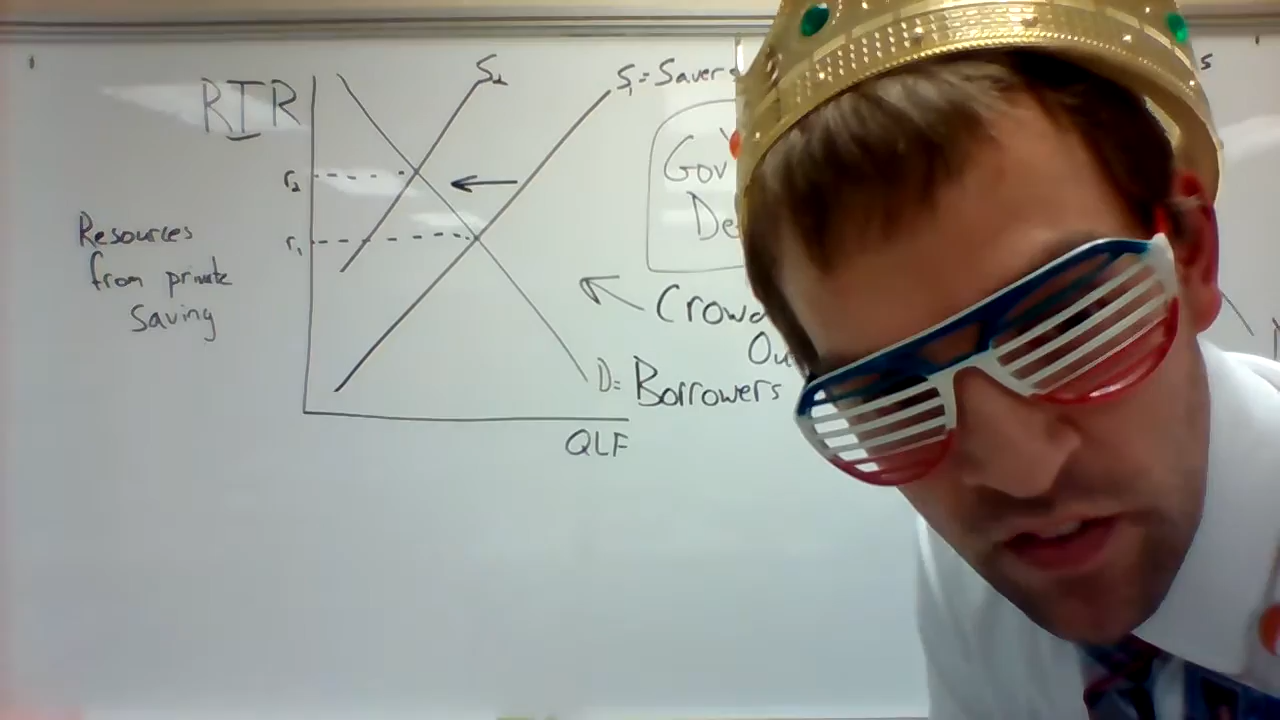 RIR
S₂
S₁ = Savers
r₂
r₁
Resources
from private
Saving
Gov
De
Crowd
Ou
D= Borrowers
QLF
s